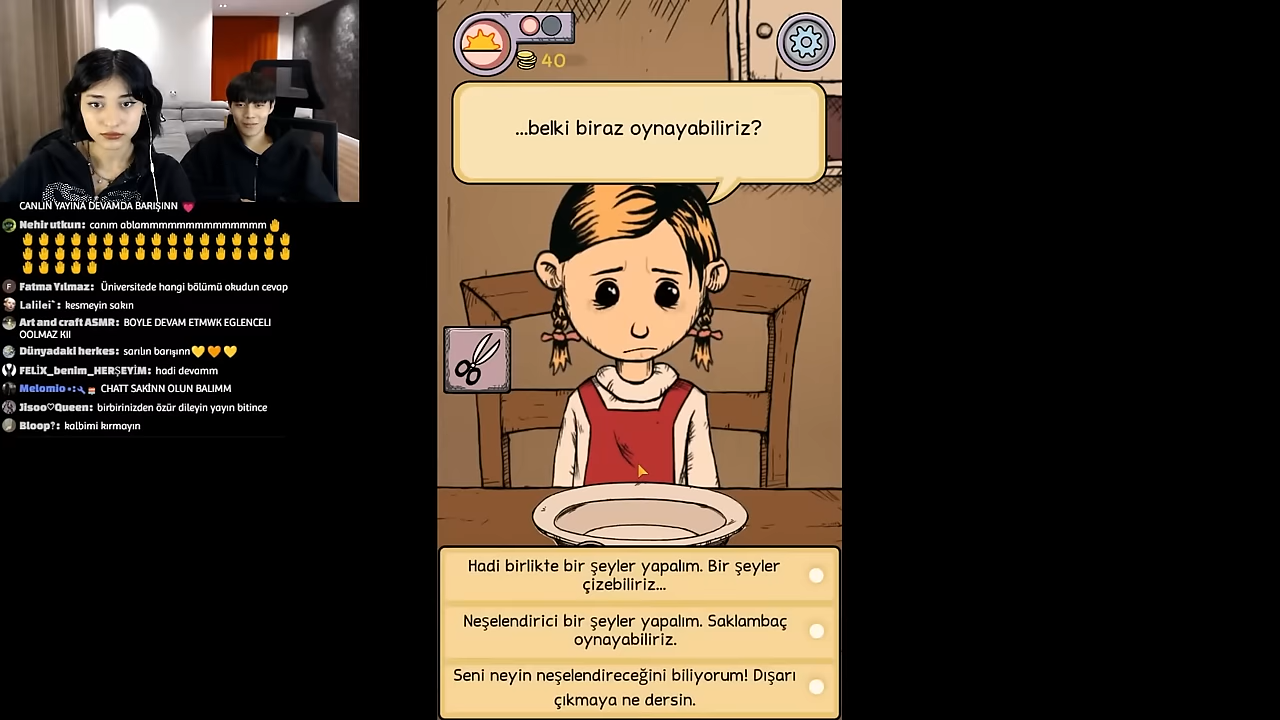 CANLIN YAYINA DEVAMDA BARIŞINN 💗
Nehir utkun: canım ablammmmmmmmmmmmmm ✋
✋✋✋✋✋✋✋✋✋✋✋✋✋✋✋✋✋
✋✋✋✋✋✋✋✋✋✋✋✋✋✋✋✋✋
✋✋✋✋✋
F Fatma Yılmaz: Üniversitede hangi bölümü okudun cevap
Lalilei`: kesmeyin sakın
Art and craft ASMR: BOYLE DEVAM ETMWK EGLENCELI
OOLMAZ KII
Dünyadaki herkes: sarılın barışınn💛🧡💛
FELİX_benim_HERŞEYİM: hadi devamm
Melomio⋆: CHATT SAKİNN OLUN BALIMM
Jisoo♡Queen: birbirinizden özür dileyin yayın bitince
Bloop?: kalbimi kırmayın
40
...belki biraz oynayabiliriz?
Hadi birlikte bir şeyler yapalım. Bir şeyler
çizebiliriz...
Neşelendirici bir şeyler yapalım. Saklambaç
oynayabiliriz.
Seni neyin neşelendireceğini biliyorum! Dışarı
çıkmaya ne dersin.